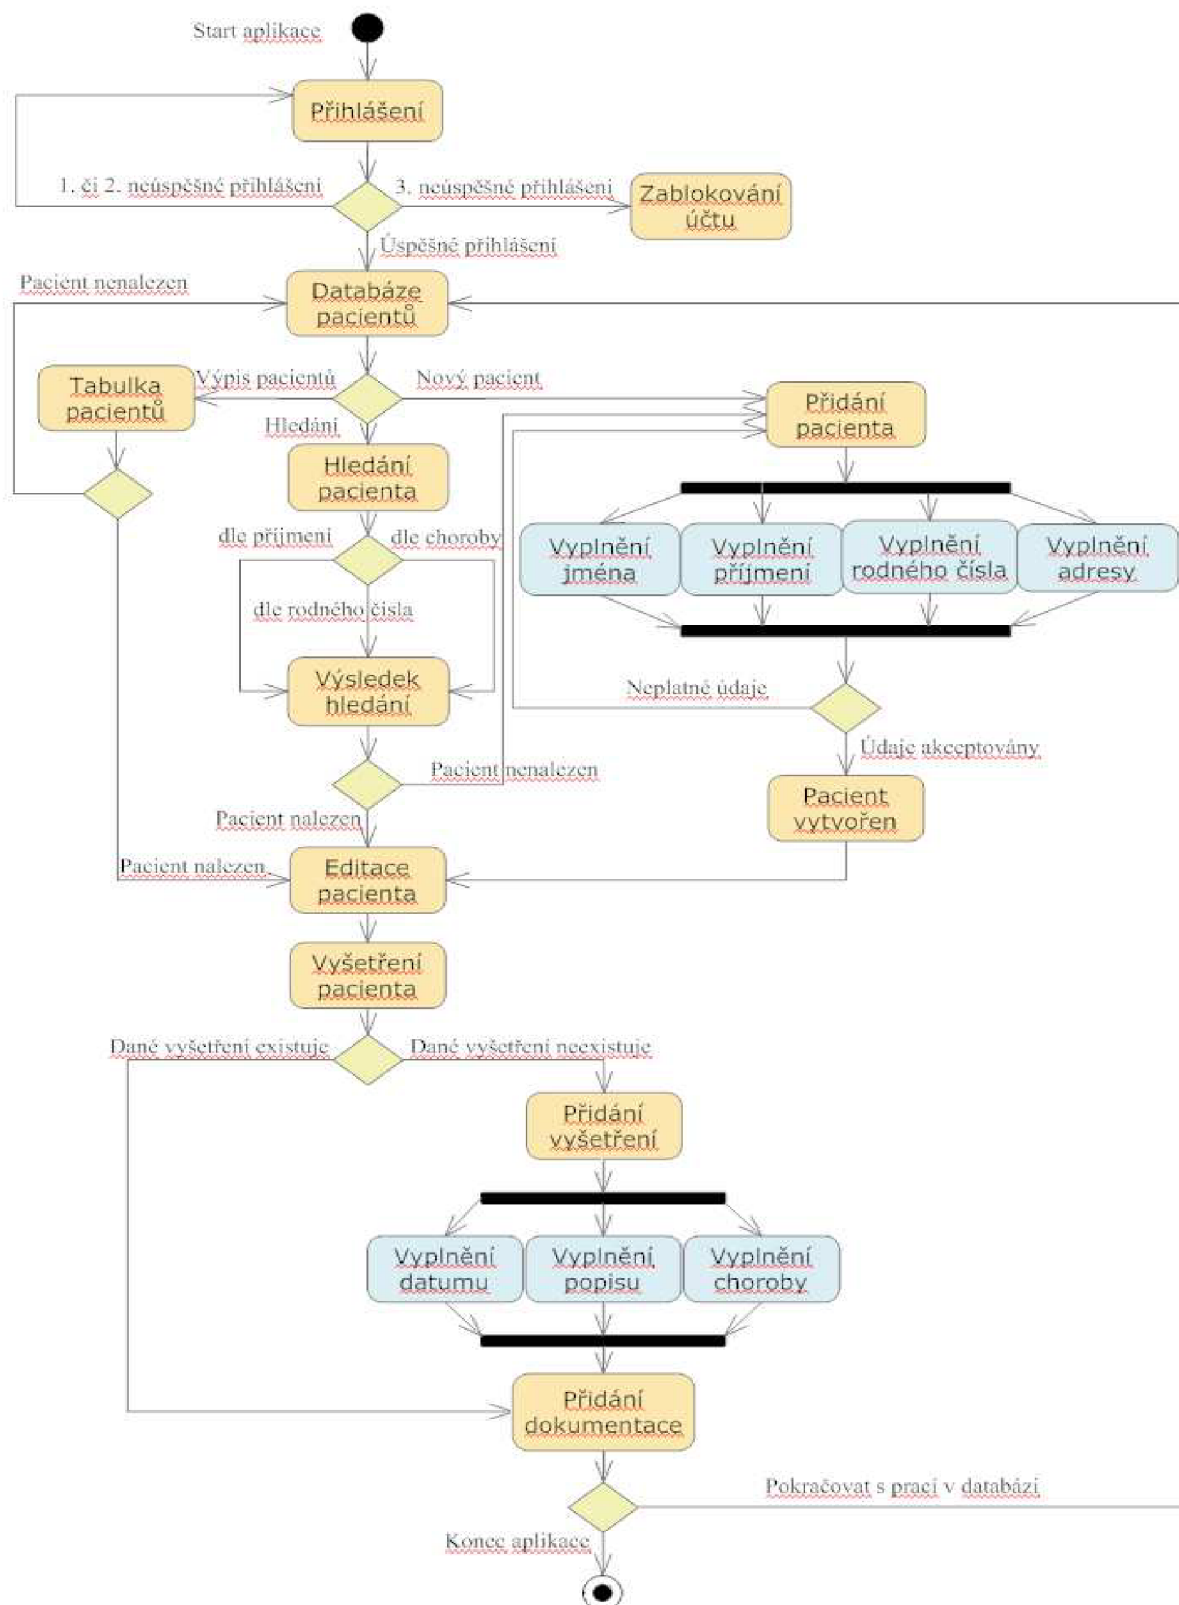 Start aplikace
Přihlášení
1. či 2. neúspěšné přihlášení
3. neúspěšné přihlášení
Zablokování
účtu
Úspěšné přihlášení
Pacient nenalezen
Databáze
pacientů
Tabulka
pacientů
Výpis pacientů
Nový pacient
Přidání
pacienta
Hledání
Hledání
pacienta
dle příjmení
dle choroby
dle rodného čísla
Vyplnění
jména
Vyplnění
příjmení
Vyplnění
rodného čísla
Vyplnění
adresy
Výsledek
hledání
Neplatné údaje
Údaje akceptovány
Pacient nenalezen
Pacient
vytvořen
Pacient nalezen
Pacient nalezen
Editace
pacienta
Vyšetření
pacienta
Dané vyšetření existuje
Dané vyšetření neexistuje
Přidání
vyšetření
Vyplnění
datumu
Vyplnění
popisu
Vyplnění
choroby
Přidání
dokumentace
Pokračovat s prací v databází
Konec aplikace